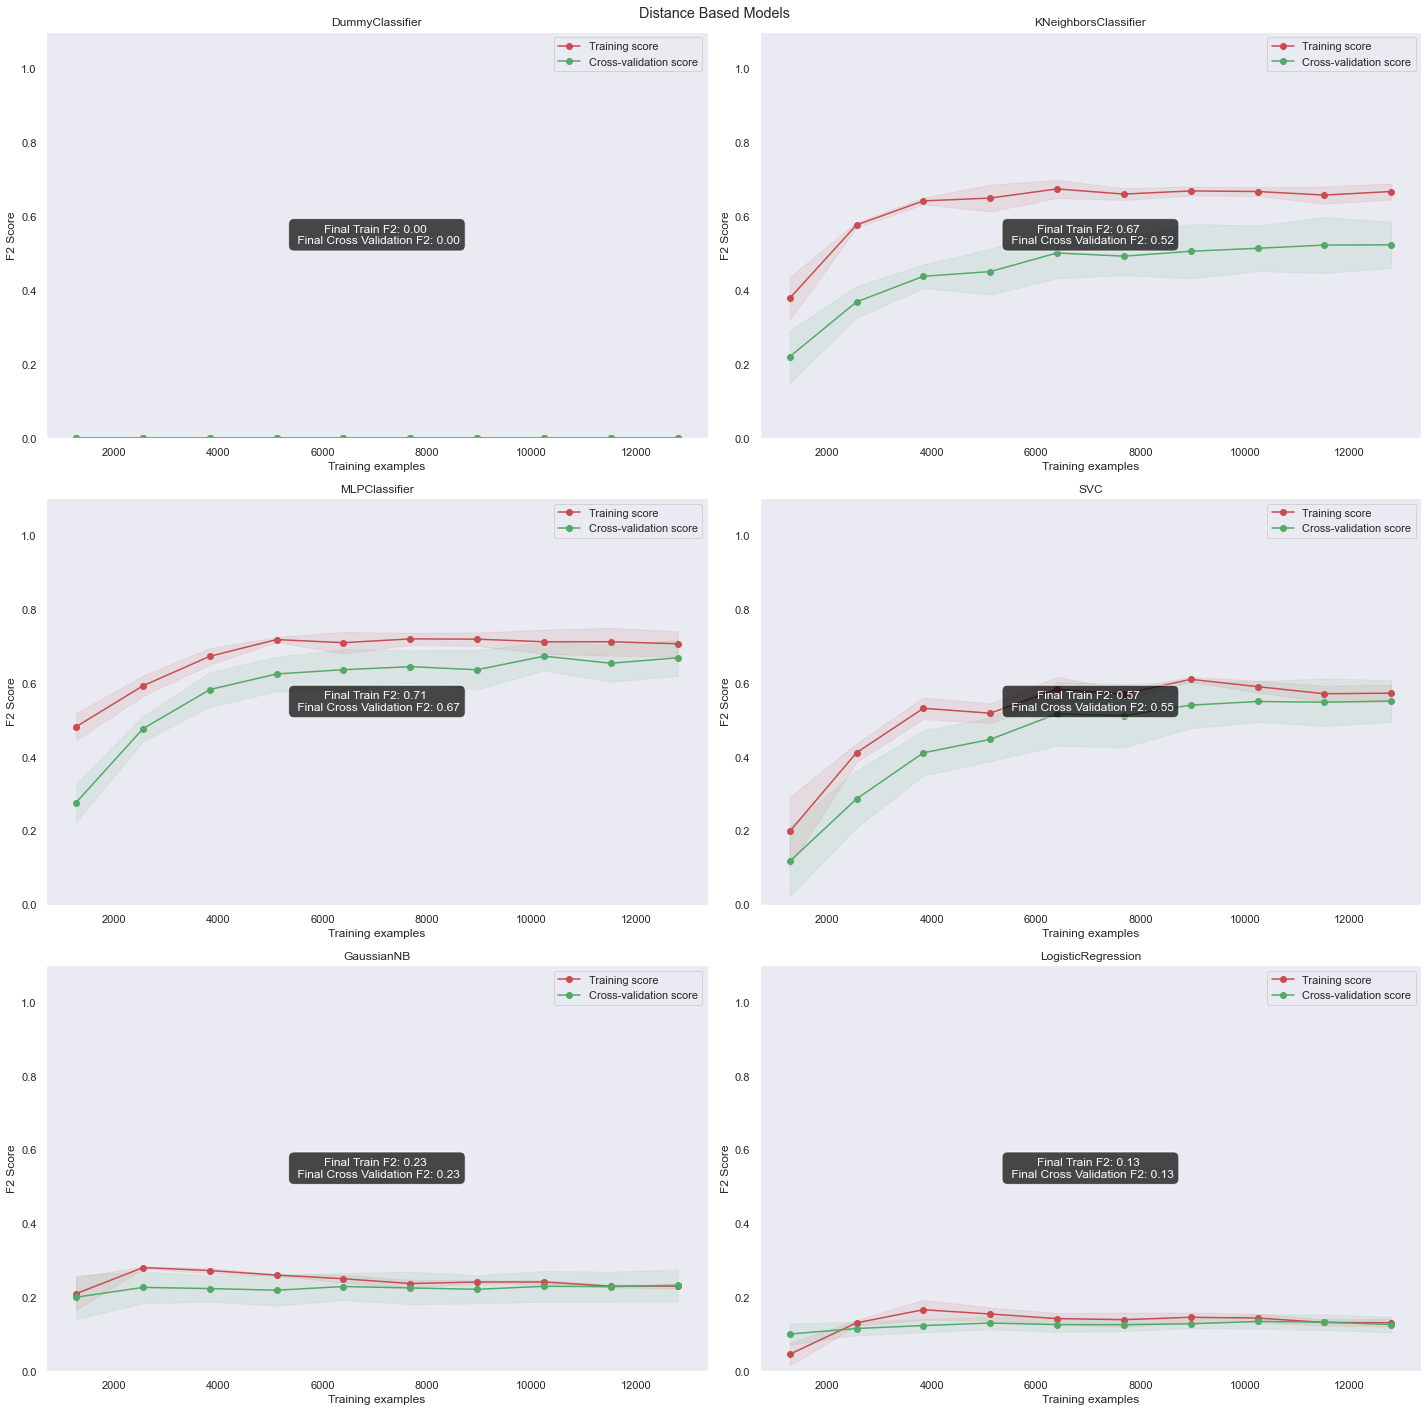 Distance Based Models
DummyClassifier
Training score
Cross-validation score
F2 Score
1.0
0.8
0.6
0.4
0.2
0.0
Final Train F2: 0.00
Final Cross Validation F2: 0.00
2000 4000 6000 8000 10000 12000
Training examples
KNeighborsClassifier
Training score
Cross-validation score
F2 Score
1.0
0.8
0.6
0.4
0.2
0.0
Final Train F2: 0.67
Final Cross Validation F2: 0.52
2000 4000 6000 8000 10000 12000
Training examples
MLPClassifier
Training score
Cross-validation score
F2 Score
1.0
0.8
0.6
0.4
0.2
0.0
Final Train F2: 0.71
Final Cross Validation F2: 0.67
2000 4000 6000 8000 10000 12000
Training examples
SVC
Training score
Cross-validation score
F2 Score
1.0
0.8
0.6
0.4
0.2
0.0
Final Train F2: 0.57
Final Cross Validation F2: 0.55
2000 4000 6000 8000 10000 12000
Training examples
GaussianNB
Training score
Cross-validation score
F2 Score
1.0
0.8
0.6
0.4
0.2
0.0
Final Train F2: 0.23
Final Cross Validation F2: 0.23
2000 4000 6000 8000 10000 12000
Training examples
LogisticRegression
Training score
Cross-validation score
F2 Score
1.0
0.8
0.6
0.4
0.2
0.0
Final Train F2: 0.13
Final Cross Validation F2: 0.13
2000 4000 6000 8000 10000 12000
Training examples